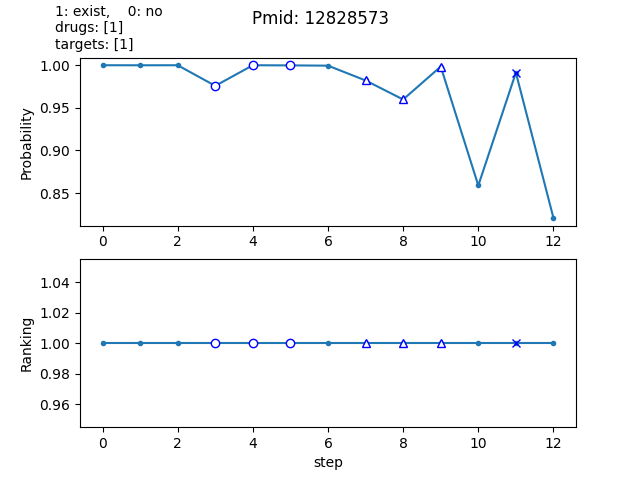 1: exist,    0: no
drugs: [1]
targets: [1]
Pmid: 12828573
Probability
1.00
0.95
0.90
0.85
0 2 4 6 8 10 12
Ranking
1.04
1.02
1.00
0.98
0.96
0 2 4 6 8 10 12
step